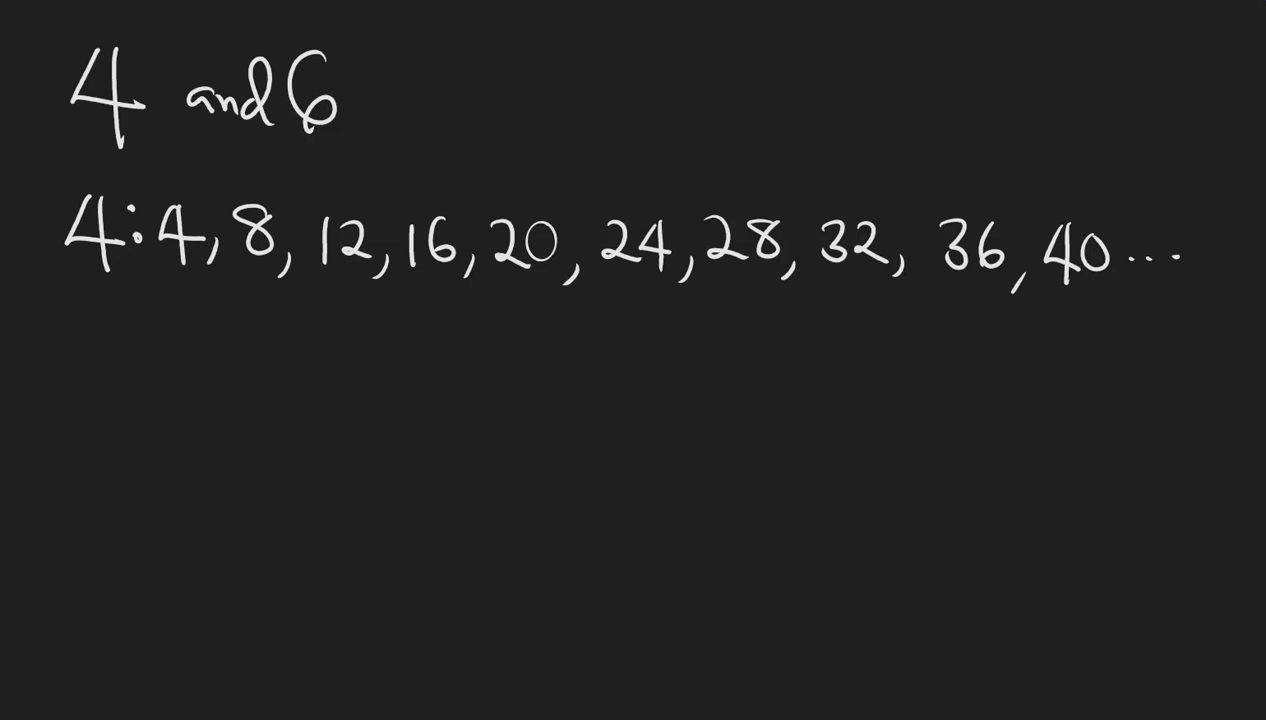 4 and 6
4: 4, 8, 12, 16, 20, 24, 28, 32, 36, 40 ...